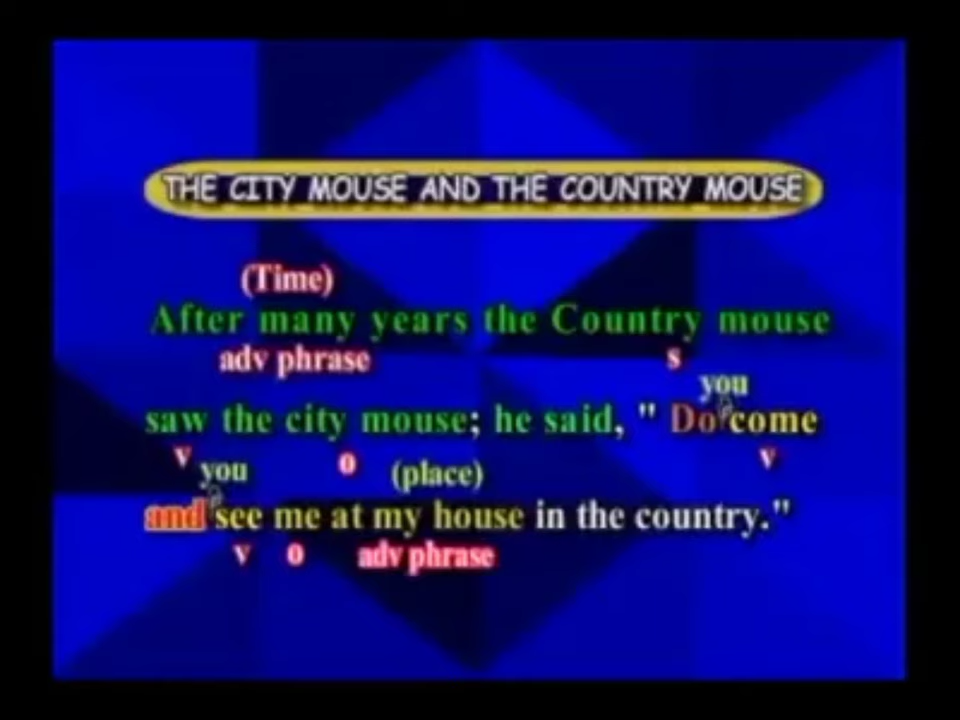 THE CITY MOUSE AND THE COUNTRY MOUSE
(Time)
After many years the Country mouse
adv phrase s
you
saw the city mouse; he said, " Do come
v you o (place) v
and see me at my house in the country."
v o adv phrase